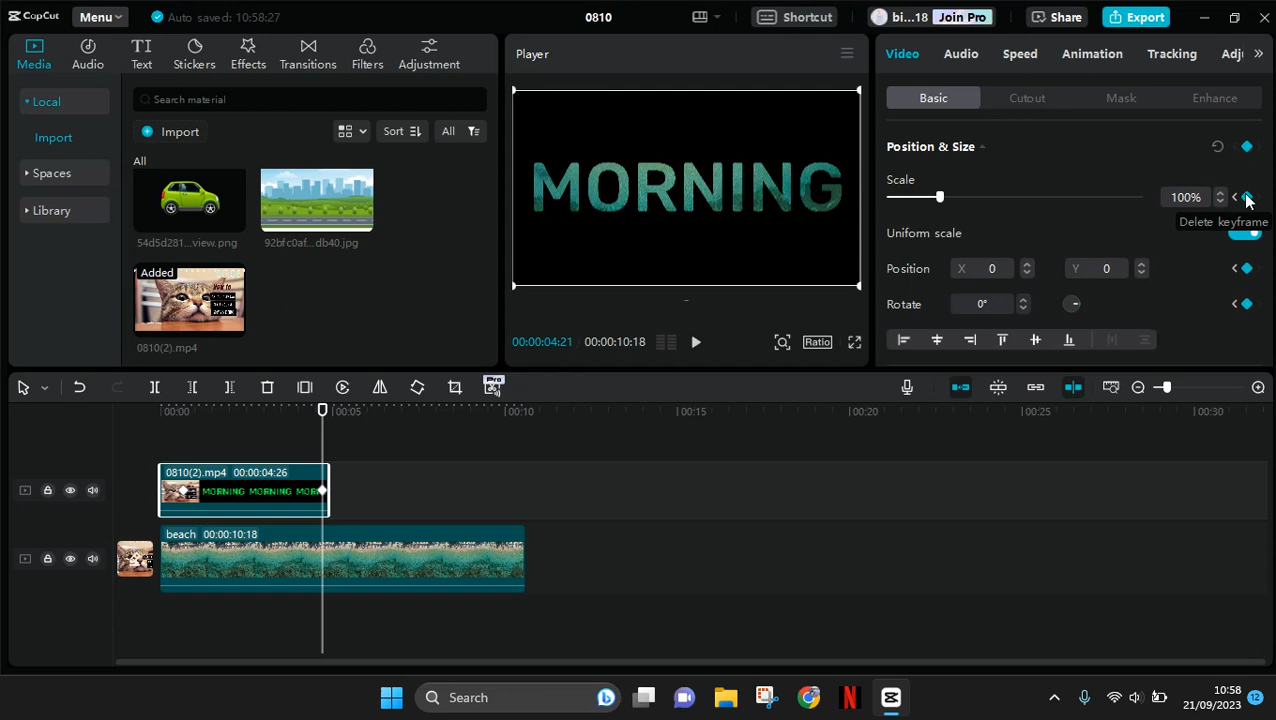 CapCut
Menu
Auto saved: 10:58:27
0810
Shortcut
bi...18
Join Pro
Share
Export
Media
Audio
Text
Stickers
Effects
Transitions
Filters
Adjustment
Local
Import
Spaces
Library
Search material
Import
Sort
All
All
54d5d281...view.png
92bfc0af...db40.jpg
Added
How to
0810(2).mp4
Player
MORNING
00:00:04:21
00:00:10:18
Ratio
Video
Audio
Speed
Animation
Tracking
Adj
Basic
Cutout
Mask
Enhance
Position & Size
Scale
100%
Delete keyframe
Uniform scale
Position
X 0
Y 0
Rotate
0°
Pro
00:00
00:05
00:10
00:15
00:20
00:25
00:30
0810(2).mp4 00:00:04:26
MORNING MORNING MOR
beach 00:00:10:18
Search
10:58
21/09/2023
12